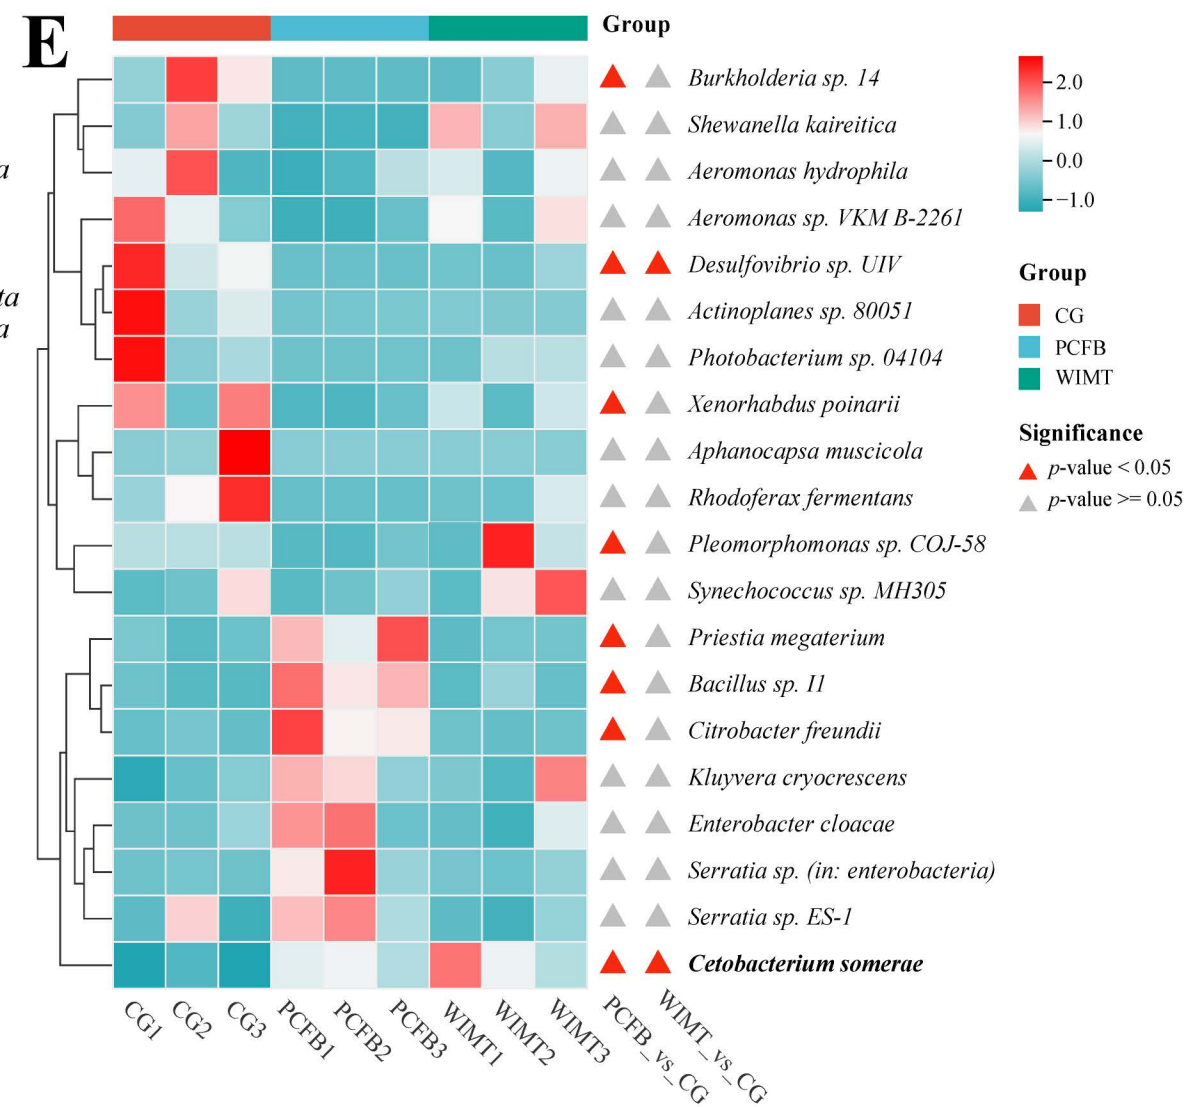 E
Group
a
ta
a
Burkholderia sp. 14
Shewanella kaireitica
Aeromonas hydrophila
Aeromonas sp. VKM B-2261
Desulfovibrio sp. UIV
Actinoplanes sp. 80051
Photobacterium sp. 04104
Xenorhabdus poinarii
Aphanocapsa muscicola
Rhodoferax fermentans
Pleomorphomonas sp. COJ-58
Synechococcus sp. MH305
Priestia megaterium
Bacillus sp. I1
Citrobacter freundii
Kluyvera cryocrescens
Enterobacter cloacae
Serratia sp. (in: enterobacteria)
Serratia sp. ES-1
Cetobacterium somerae
CG1
CG2
CG3
PCFB1
PCFB2
PCFB3
WIMT1
WIMT2
WIMT3
PCFB_vs_CG
WIMT_vs_CG
2.0
1.0
0.0
−1.0
Group
CG
PCFB
WIMT
Significance
p-value < 0.05
p-value >= 0.05